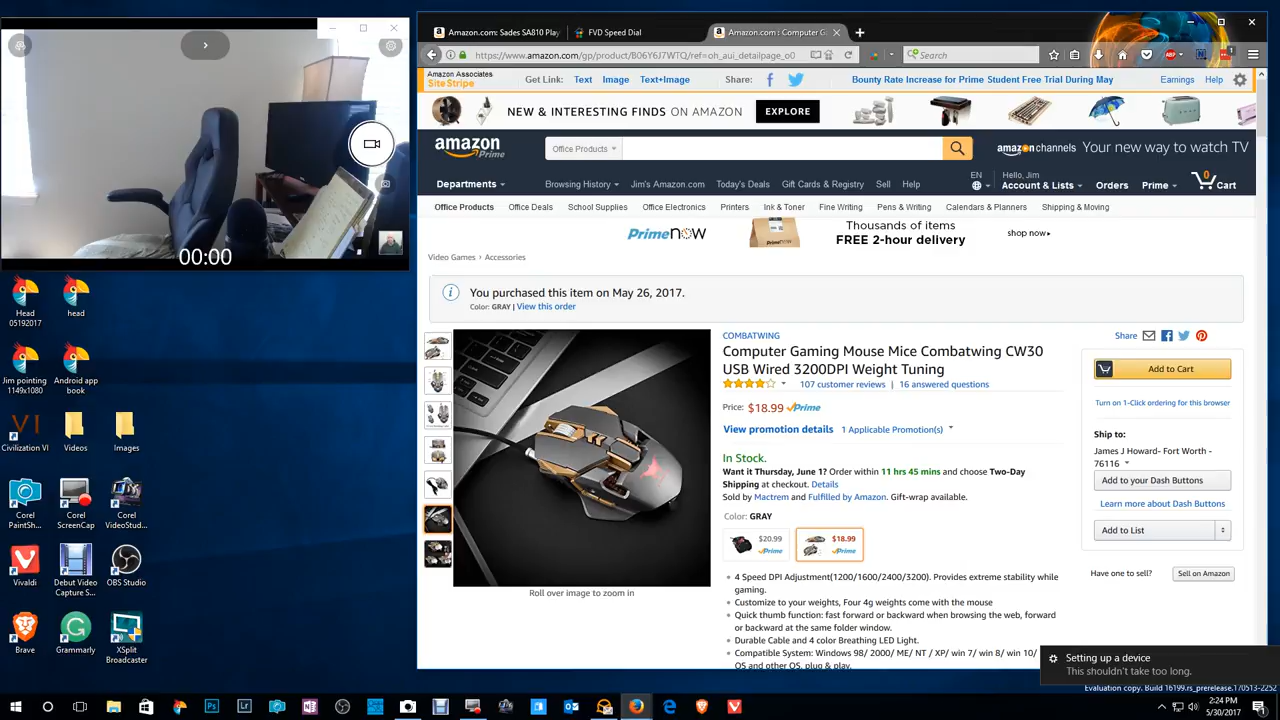 Amazon.com: Sades SA810 Play
FVD Speed Dial
Amazon.com: Computer G
https://www.amazon.com/gp/product/B06Y6J7WTQ/ref=oh_aui_detailpage_o0
Search
Amazon Associates
SiteStripe
Get Link: Text Image Text+Image
Share:
Bounty Rate Increase for Prime Student Free Trial During May
Earnings Help
NEW & INTERESTING FINDS ON AMAZON
EXPLORE
amazon
Prime
Office Products
amazon channels
Your new way to watch TV
Departments
Browsing History
Jim's Amazon.com
Today's Deals
Gift Cards & Registry
Sell
Help
EN
Hello, Jim
Account & Lists
Orders
Prime
0
Cart
Office Products
Office Deals
School Supplies
Office Electronics
Printers
Ink & Toner
Fine Writing
Pens & Writing
Calendars & Planners
Shipping & Moving
Prime now
Thousands of items
FREE 2-hour delivery
shop now
Video Games › Accessories
You purchased this item on May 26, 2017.
Color: GRAY | View this order
COMBATWING
Computer Gaming Mouse Mice Combatwing CW30
USB Wired 3200DPI Weight Tuning
107 customer reviews | 16 answered questions
Price: $18.99 Prime
View promotion details 1 Applicable Promotion(s)
In Stock.
Want it Thursday, June 1? Order within 11 hrs 45 mins and choose Two-Day
Shipping at checkout. Details
Sold by Mactrem and Fulfilled by Amazon. Gift-wrap available.
Color: GRAY
$20.99
Prime
$18.99
Prime
• 4 Speed DPI Adjustment(1200/1600/2400/3200). Provides extreme stability while
gaming.
• Customize to your weights, Four 4g weights come with the mouse
• Quick thumb function: fast forward or backward when browsing the web, forward
or backward at the same folder window.
• Durable Cable and 4 color Breathing LED Light.
• Compatible System: Windows 98/ 2000/ ME/ NT / XP/ win 7/ win 8/ win 10/
OS and other OS, plug & play.
Roll over image to zoom in
Share
Add to Cart
Turn on 1-Click ordering for this browser
Ship to:
James J Howard- Fort Worth -
76116
Add to your Dash Buttons
Learn more about Dash Buttons
Add to List
Have one to sell?
Sell on Amazon
Setting up a device
This shouldn't take too long.
Evaluation copy. Build 16199.rs_prerelease.170513-2252
2:24 PM
5/30/2017
00:00
Head
05192017
head
Jim pointing
1149x1080
Android app
book
Civilization VI
Videos
Images
Corel
PaintSh...
Corel
ScreenCap
Corel
VideoStud...
Vivaldi
Debut Video
Capture S...
OBS Studio
Brave
Grammarly
XSplit
Broadcaster